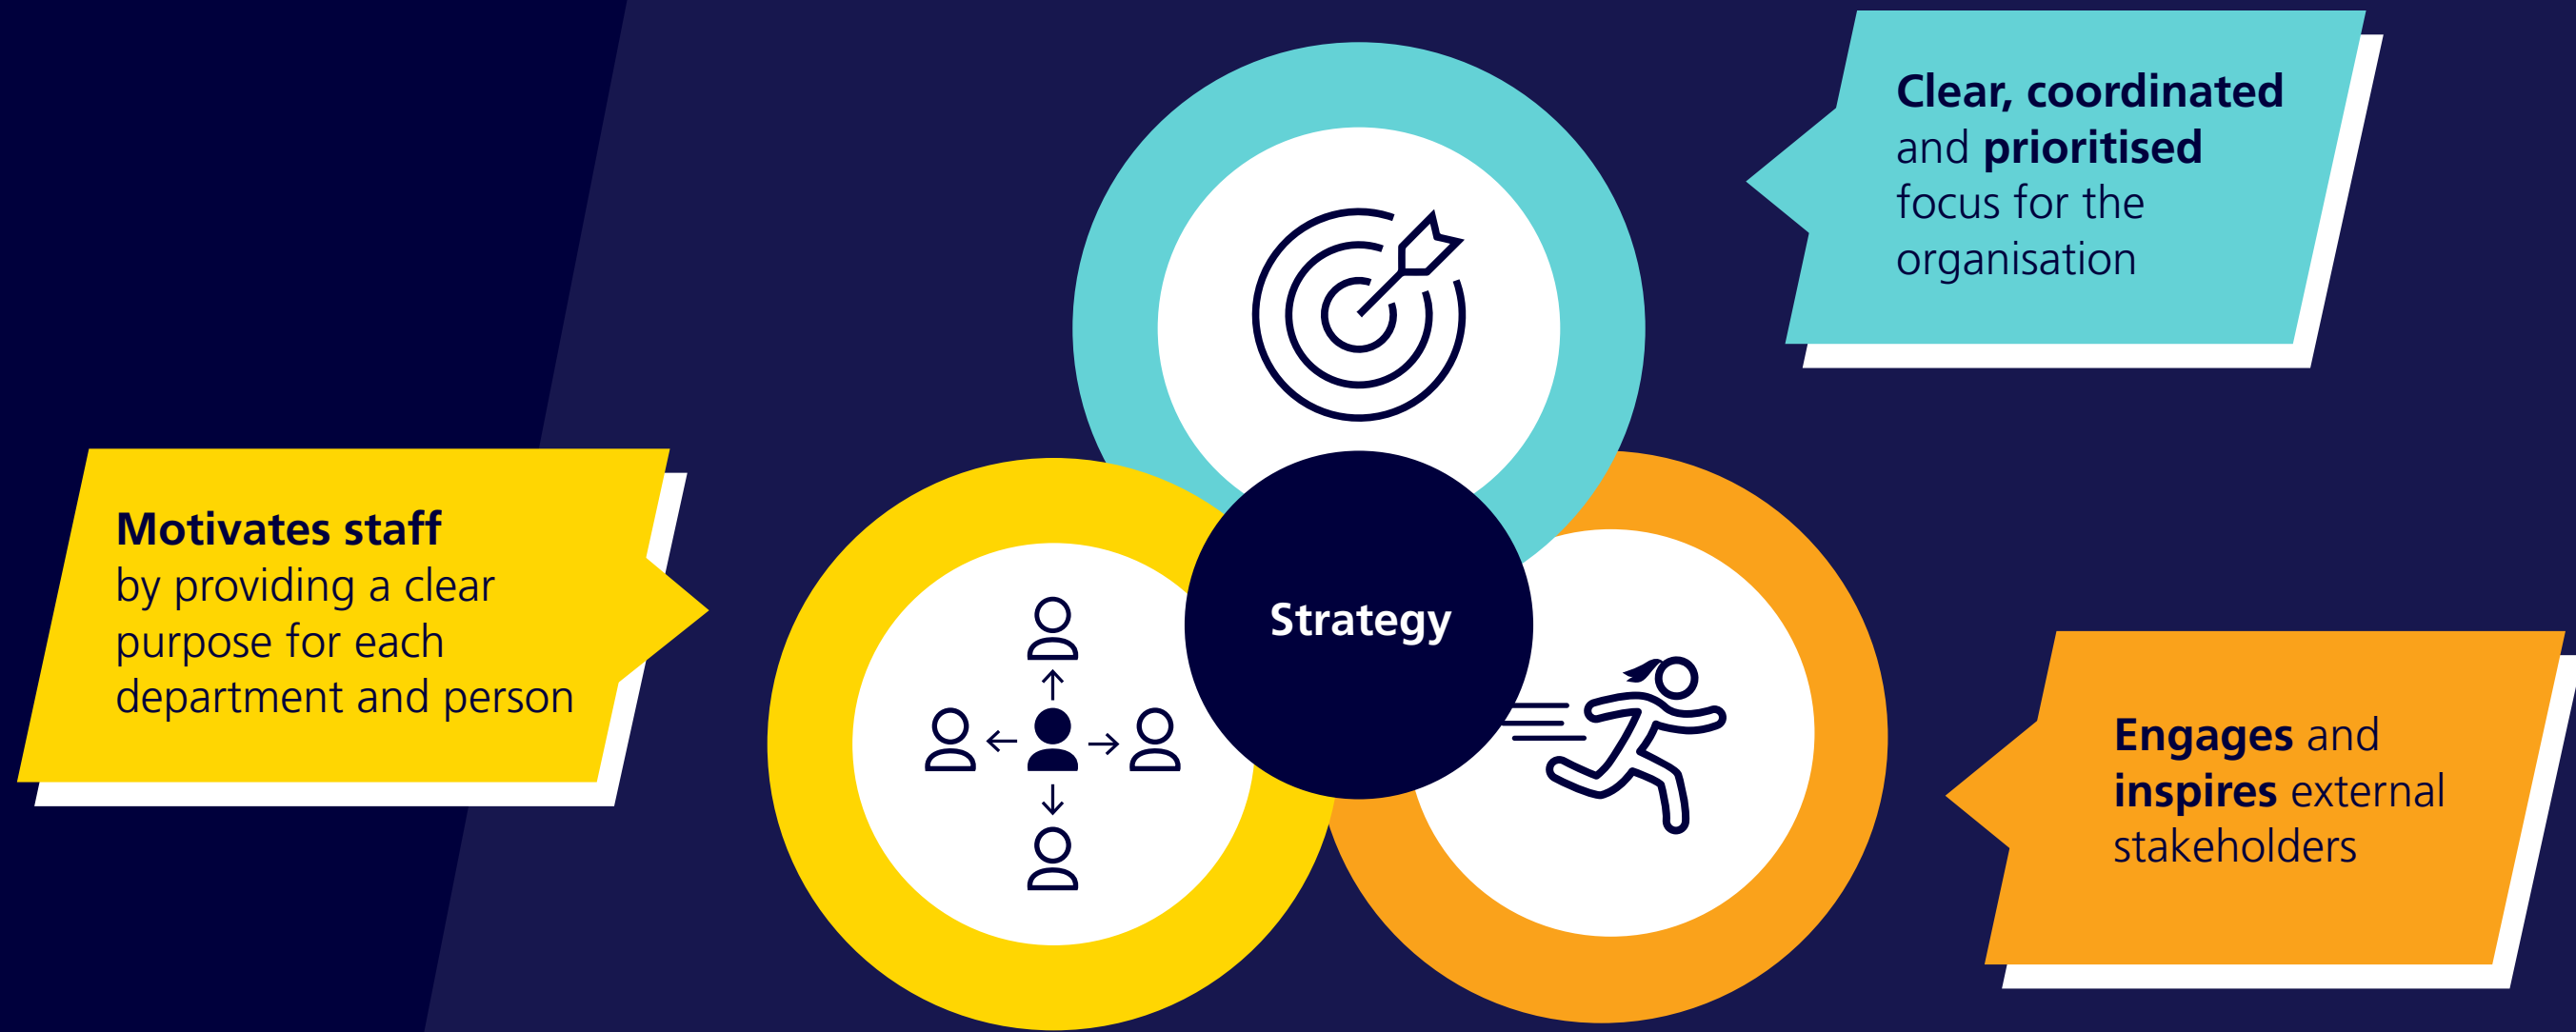 Clear, coordinated
and prioritised
focus for the
organisation
Motivates staff
by providing a clear
purpose for each
department and person
Strategy
Engages and
inspires external
stakeholders